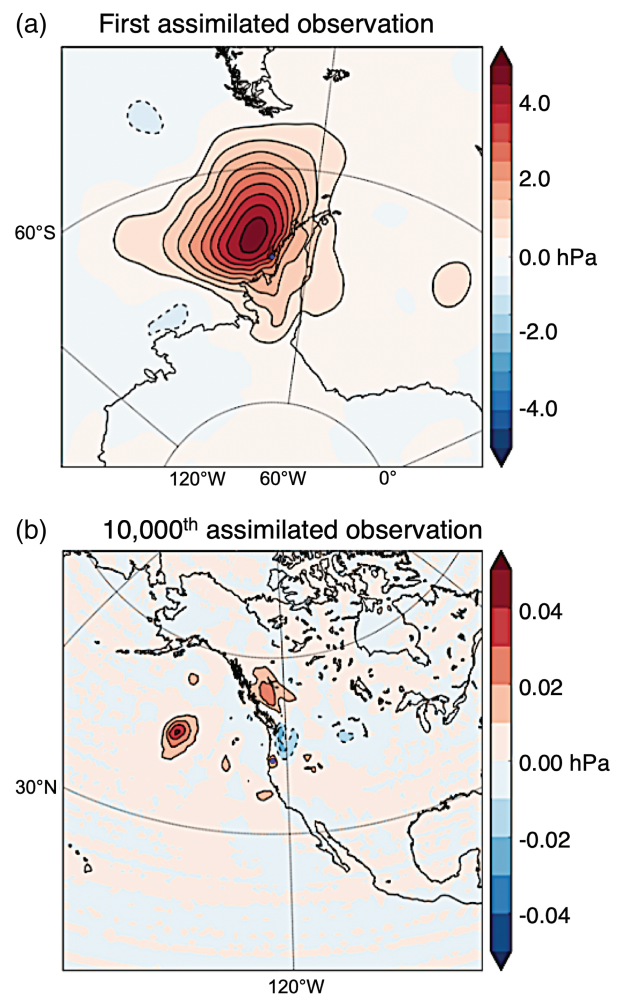 (a) First assimilated observation
4.0
2.0
60°S
0.0 hPa
-2.0
-4.0
120°W 60°W 0°
(b) 10,000th assimilated observation
0.04
0.02
0.00 hPa
30°N
-0.02
-0.04
120°W